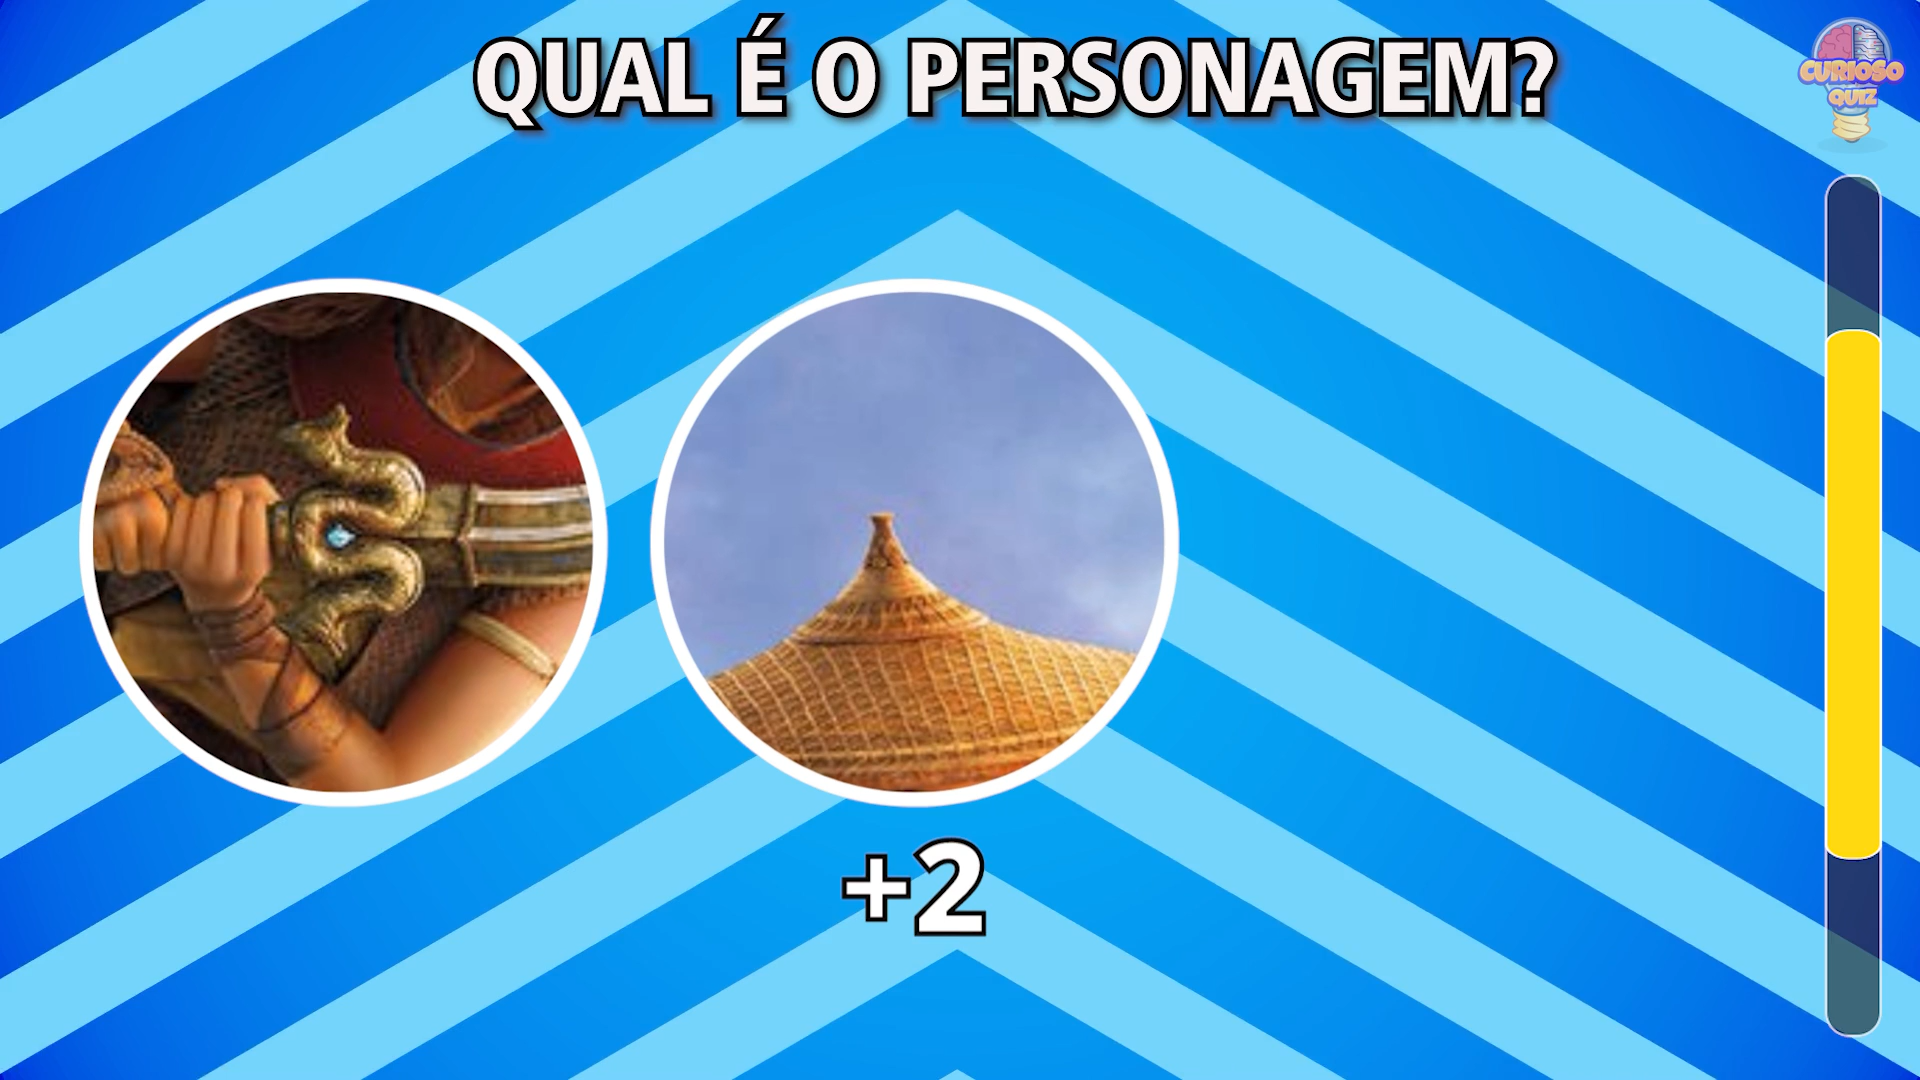 QUAL É O PERSONAGEM?
CURIOSO
QUIZ
+2